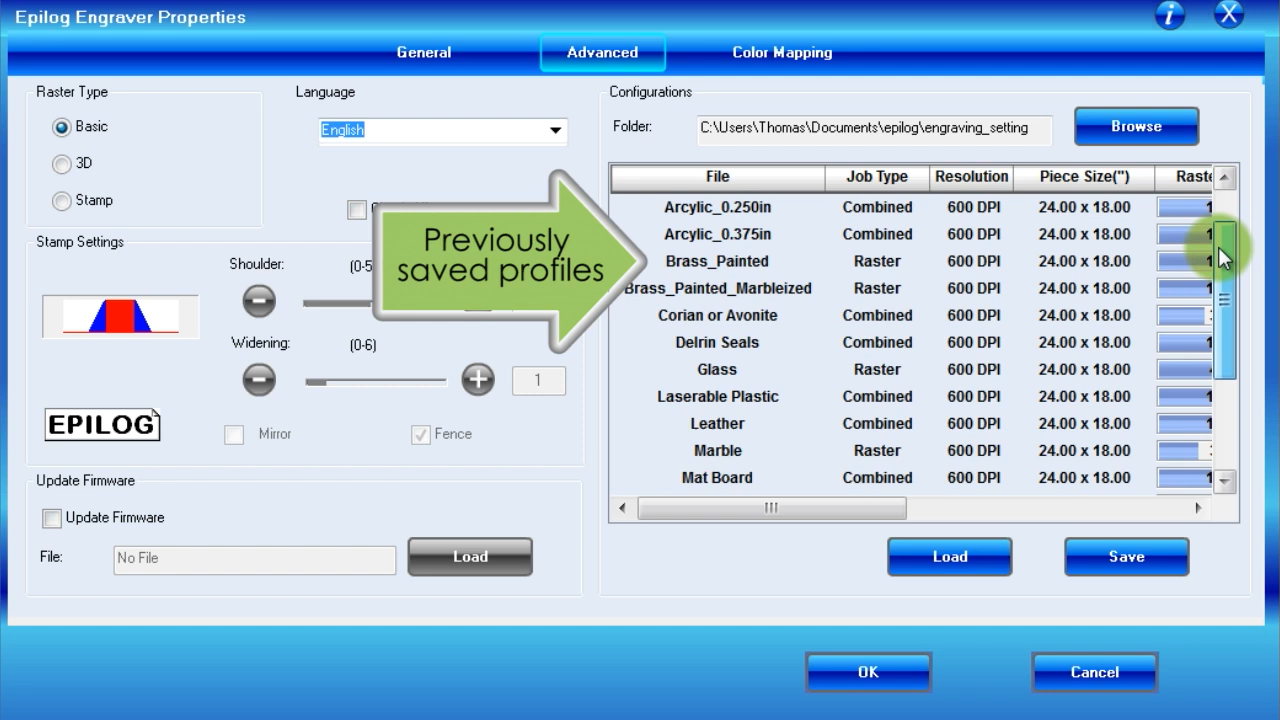 Epilog Engraver Properties
General
Advanced
Color Mapping
Raster Type
Basic
3D
Stamp
Language
English
Stamp Settings
Shoulder:
(0-5
Widening:
(0-6)
1
EPILOG
Mirror
Fence
Update Firmware
Update Firmware
File:
No File
Load
Previously
saved profiles
Configurations
Folder:
C:\Users\Thomas\Documents\epilog\engraving_setting
Browse
File Job Type Resolution Piece Size(") Raste
Arcylic_0.250in Combined 600 DPI 24.00 x 18.00
Arcylic_0.375in Combined 600 DPI 24.00 x 18.00
Brass_Painted Raster 600 DPI 24.00 x 18.00
Brass_Painted_Marbleized Raster 600 DPI 24.00 x 18.00
Corian or Avonite Combined 600 DPI 24.00 x 18.00
Delrin Seals Combined 600 DPI 24.00 x 18.00
Glass Raster 600 DPI 24.00 x 18.00
Laserable Plastic Combined 600 DPI 24.00 x 18.00
Leather Combined 600 DPI 24.00 x 18.00
Marble Raster 600 DPI 24.00 x 18.00
Mat Board Combined 600 DPI 24.00 x 18.00
Load
Save
OK
Cancel